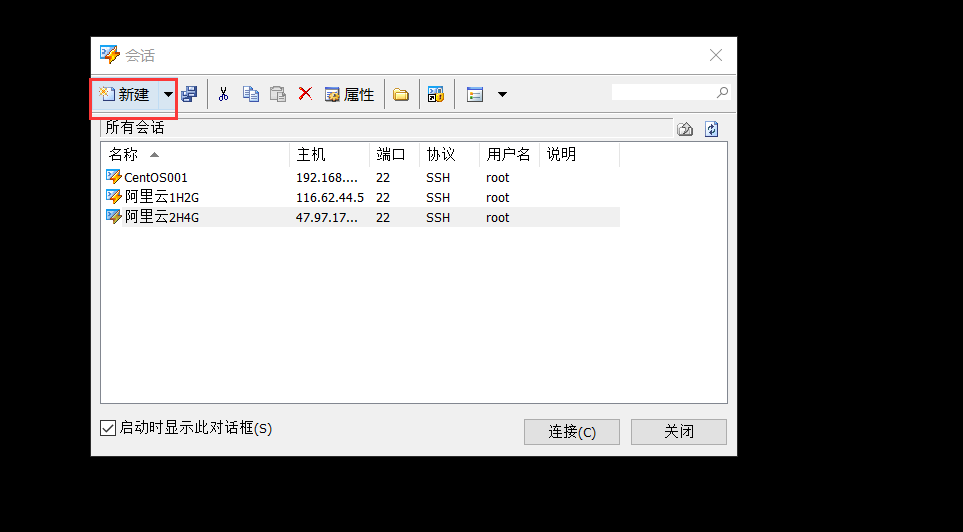 会话
新建 属性
所有会话
名称 主机 端口 协议 用户名 说明
CentOS001 192.168.... 22 SSH root
阿里云1H2G 116.62.44.5 22 SSH root
阿里云2H4G 47.97.17... 22 SSH root
启动时显示此对话框(S) 连接(C) 关闭